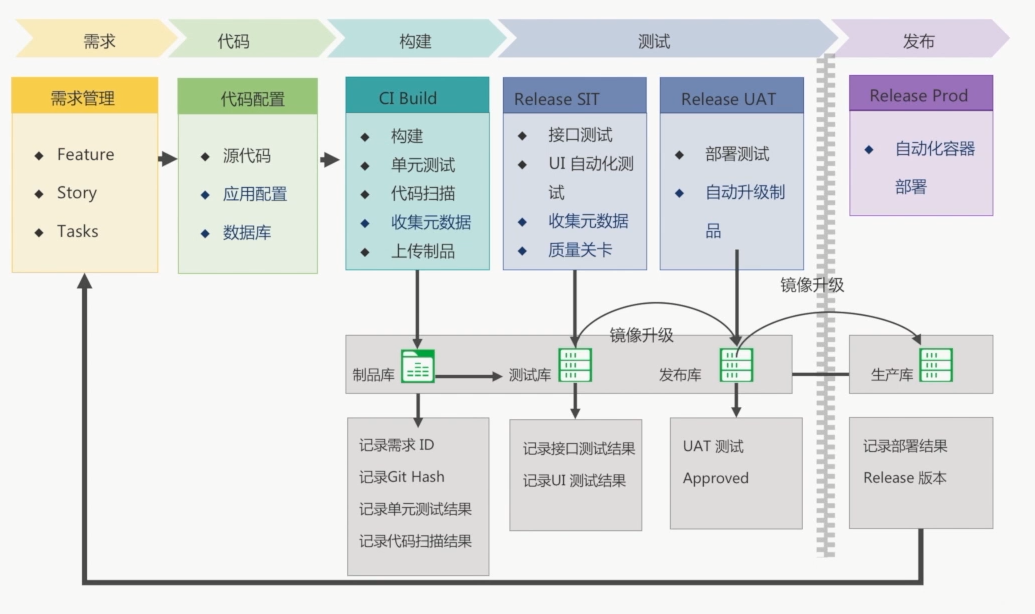 需求
代码
构建
测试
发布
需求管理
Feature
Story
Tasks
代码配置
源代码
应用配置
数据库
CI Build
构建
单元测试
代码扫描
收集元数据
上传制品
Release SIT
接口测试
UI 自动化测
试
收集元数据
质量关卡
Release UAT
部署测试
自动升级制
品
Release Prod
自动化容器
部署
镜像升级
镜像升级
制品库
测试库
发布库
生产库
记录需求 ID
记录Git Hash
记录单元测试结果
记录代码扫描结果
记录接口测试结果
记录UI 测试结果
UAT 测试
Approved
记录部署结果
Release 版本